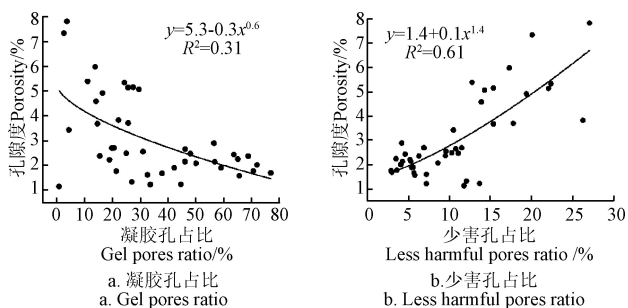 y=5.3-0.3x^0.6
R²=0.31
孔隙度Porosity/%
8
7
6
5
4
3
2
1
0 10 20 30 40 50 60 70 80
凝胶孔占比
Gel pores ratio/%
a. 凝胶孔占比
a. Gel pores ratio
y=1.4+0.1x^1.4
R²=0.61
孔隙度Porosity/%
8
7
6
5
4
3
2
1
0 5 10 15 20 25 30
少害孔占比
Less harmful pores ratio /%
b.少害孔占比
b. Less harmful pores ratio